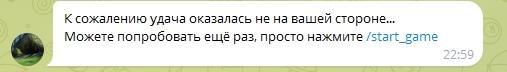 К сожалению удача оказалась не на вашей стороне...
Можете попробовать ещё раз, просто нажмите /start_game
22:59